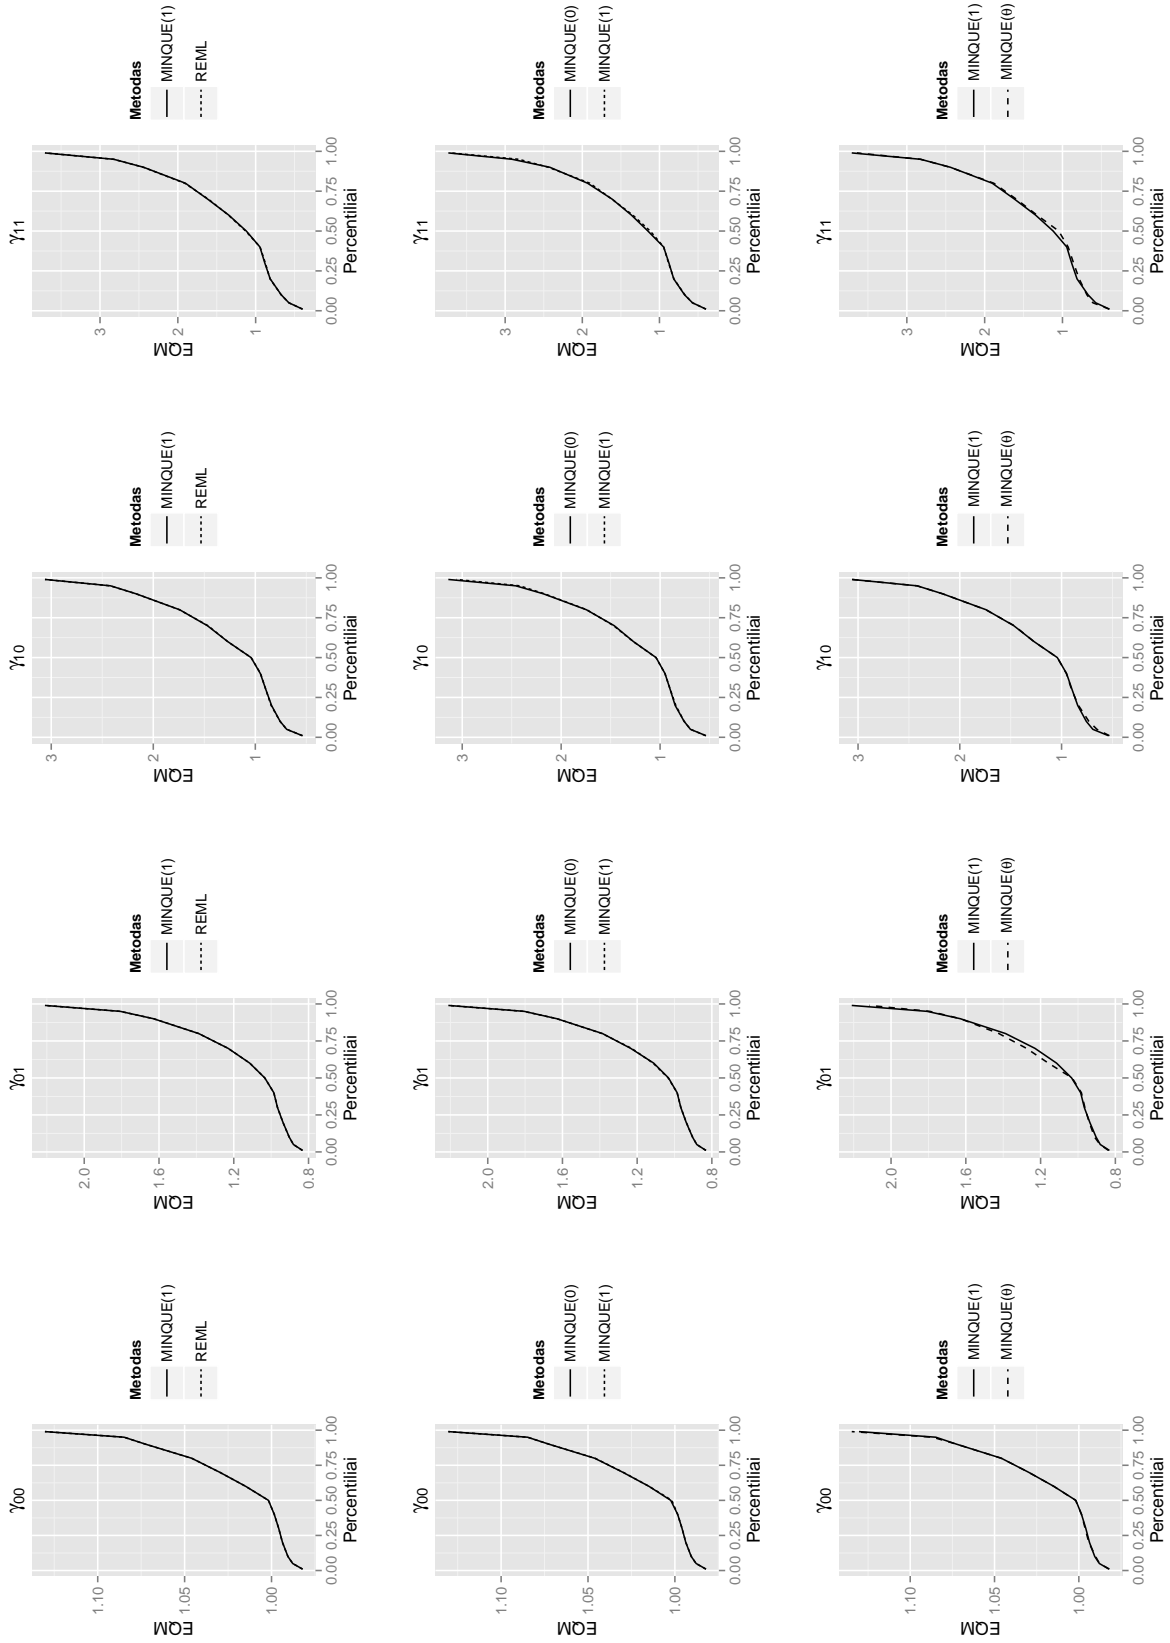 γ00
EQM
1.10
1.05
1.00
0.00 0.25 0.50 0.75 1.00
Percentiliai
Metodas
MINQUE(1)
REML
γ01
EQM
2.0
1.6
1.2
0.8
0.00 0.25 0.50 0.75 1.00
Percentiliai
Metodas
MINQUE(1)
REML
γ10
EQM
3
2
1
0.00 0.25 0.50 0.75 1.00
Percentiliai
Metodas
MINQUE(1)
REML
γ11
EQM
3
2
1
0.00 0.25 0.50 0.75 1.00
Percentiliai
Metodas
MINQUE(1)
REML
γ00
EQM
1.10
1.05
1.00
0.00 0.25 0.50 0.75 1.00
Percentiliai
Metodas
MINQUE(0)
MINQUE(1)
γ01
EQM
2.0
1.6
1.2
0.8
0.00 0.25 0.50 0.75 1.00
Percentiliai
Metodas
MINQUE(0)
MINQUE(1)
γ10
EQM
3
2
1
0.00 0.25 0.50 0.75 1.00
Percentiliai
Metodas
MINQUE(0)
MINQUE(1)
γ11
EQM
3
2
1
0.00 0.25 0.50 0.75 1.00
Percentiliai
Metodas
MINQUE(0)
MINQUE(1)
γ00
EQM
1.10
1.05
1.00
0.00 0.25 0.50 0.75 1.00
Percentiliai
Metodas
MINQUE(1)
MINQUE(θ)
γ01
EQM
2.0
1.6
1.2
0.8
0.00 0.25 0.50 0.75 1.00
Percentiliai
Metodas
MINQUE(1)
MINQUE(θ)
γ10
EQM
3
2
1
0.00 0.25 0.50 0.75 1.00
Percentiliai
Metodas
MINQUE(1)
MINQUE(θ)
γ11
EQM
3
2
1
0.00 0.25 0.50 0.75 1.00
Percentiliai
Metodas
MINQUE(1)
MINQUE(θ)